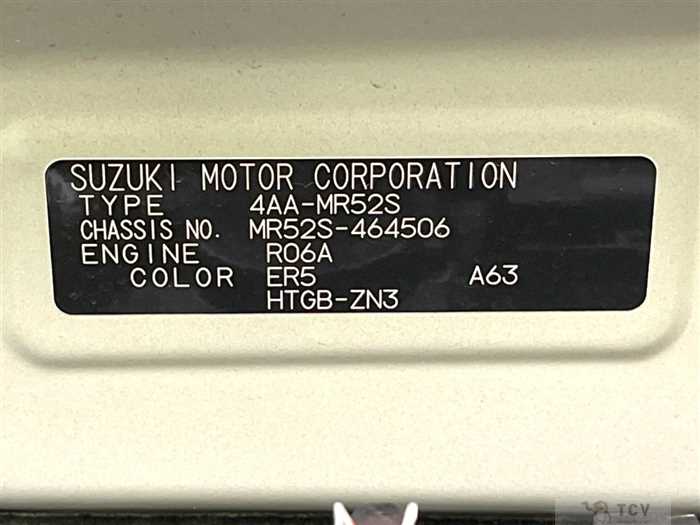 SUZUKI MOTOR CORPORATION
TYPE 4AA-MR52S
CHASSIS NO. MR52S-464506
ENGINE R06A
COLOR ER5 A63
HTGB-ZN3
TCV